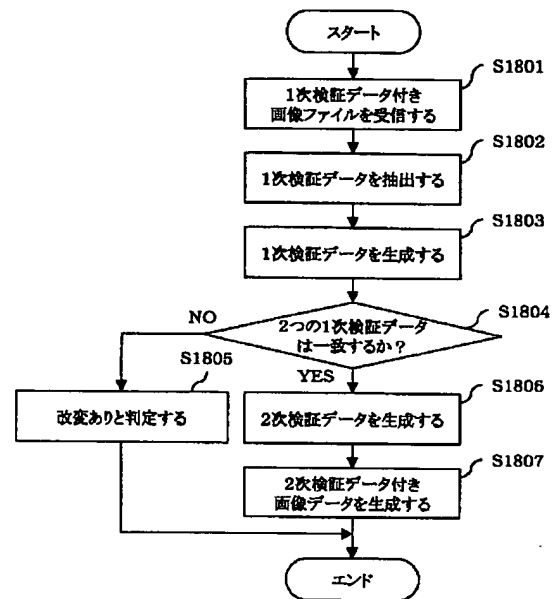 スタート
S1801
1次検証データ付き
画像ファイルを受信する
S1802
1次検証データを抽出する
S1803
1次検証データを生成する
S1804
2つの1次検証データ
は一致するか?
NO
YES
S1805
改変ありと判定する
S1806
2次検証データを生成する
S1807
2次検証データ付き
画像データを生成する
エンド